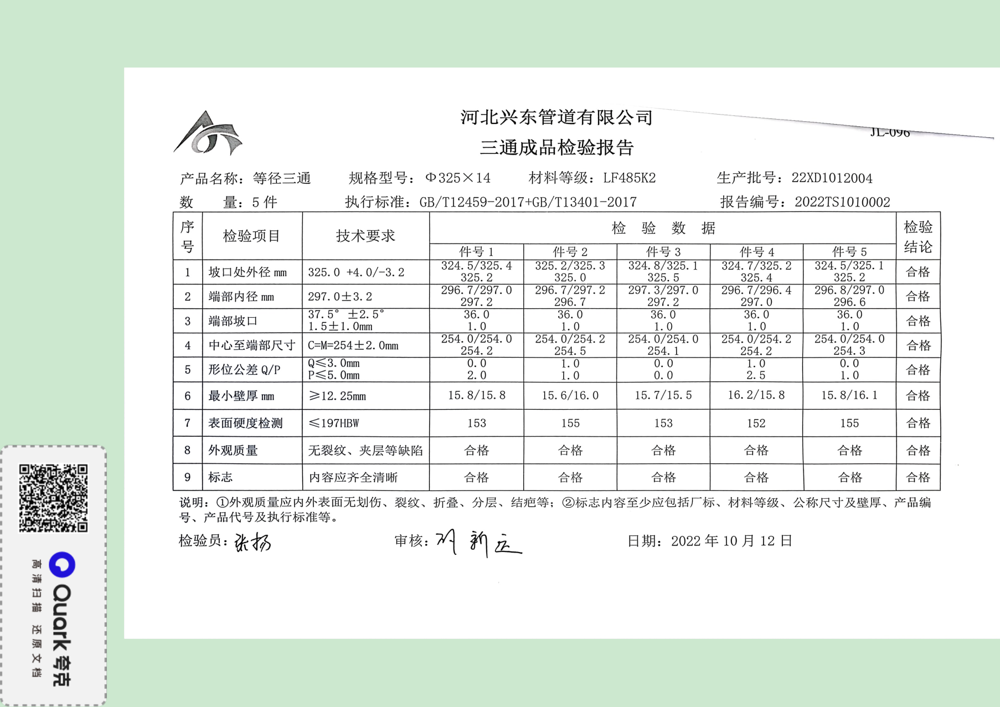 河北兴东管道有限公司
JL-096
三通成品检验报告
产品名称：等径三通 规格型号：Φ325×14 材料等级：LF485K2 生产批号：22XD1012004
数 量：5 件 执行标准：GB/T12459-2017+GB/T13401-2017 报告编号：2022TS1010002
序号 检验项目 技术要求 检 验 数 据 检验结论
件号 1 件号 2 件号 3 件号 4 件号 5
1 坡口处外径 mm 325.0 +4.0/-3.2 324.5/325.4 325.2 325.2/325.3 325.0 324.8/325.1 325.5 324.7/325.2 325.4 324.5/325.1 325.2 合格
2 端部内径 mm 297.0±3.2 296.7/297.0 297.2 296.7/297.2 296.7 297.3/297.0 297.2 296.7/296.4 297.0 296.8/297.0 296.6 合格
3 端部坡口 37.5° ±2.5° 1.5±1.0mm 36.0 1.0 36.0 1.0 36.0 1.0 36.0 1.0 36.0 1.0 合格
4 中心至端部尺寸 C=M=254±2.0mm 254.0/254.0 254.2 254.0/254.2 254.5 254.0/254.0 254.1 254.0/254.2 254.2 254.0/254.0 254.3 合格
5 形位公差 Q/P Q≤3.0mm P≤5.0mm 0.0 2.0 1.0 1.0 0.0 0.0 1.0 2.5 0.0 1.0 合格
6 最小壁厚 mm ≥12.25mm 15.8/15.8 15.6/16.0 15.7/15.5 16.2/15.8 15.8/16.1 合格
7 表面硬度检测 ≤197HBW 153 155 153 152 155 合格
8 外观质量 无裂纹、夹层等缺陷 合格 合格 合格 合格 合格 合格
9 标志 内容应齐全清晰 合格 合格 合格 合格 合格 合格
说明：①外观质量应内外表面无划伤、裂纹、折叠、分层、结疤等；②标志内容至少应包括厂标、材料等级、公称尺寸及壁厚、产品编
号、产品代号及执行标准等。
检验员：张扬 审核：新运 日期：2022 年 10 月 12 日
Quark 夸克
高清扫描 还原文档